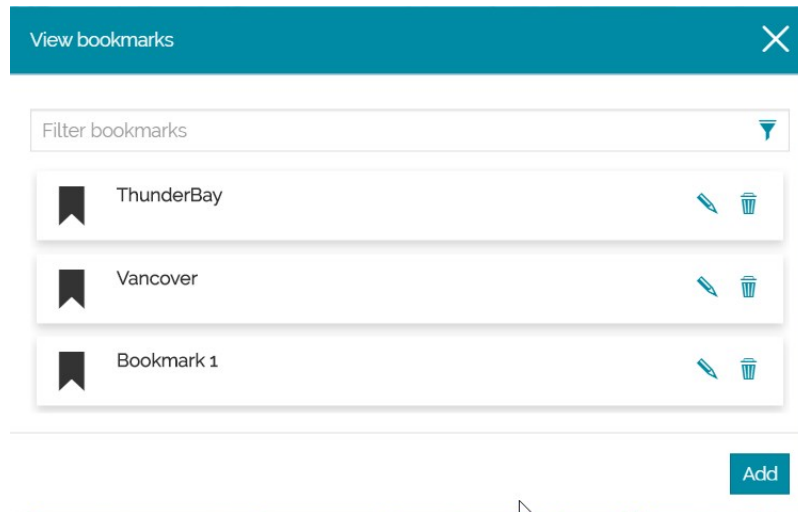 View bookmarks
Filter bookmarks
ThunderBay
Vancover
Bookmark 1
Add